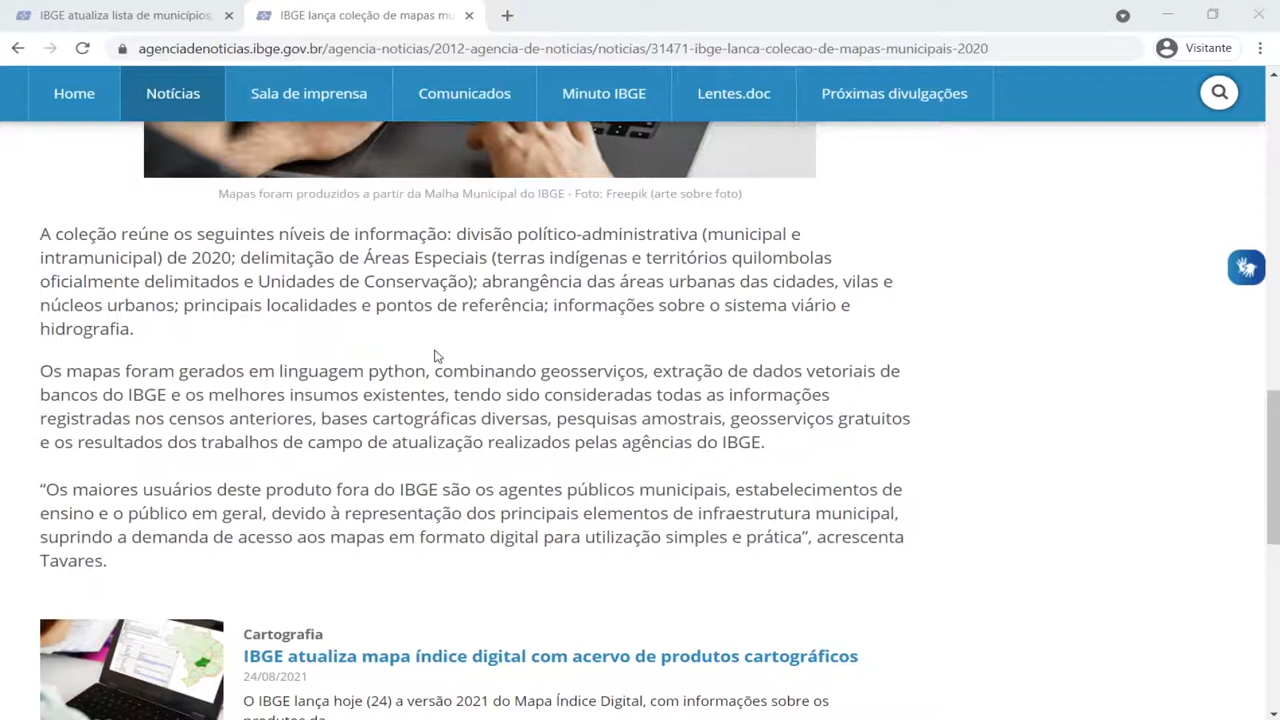 IBGE atualiza lista de municípios,
IBGE lança coleção de mapas mu
agenciadenoticias.ibge.gov.br/agencia-noticias/2012-agencia-de-noticias/noticias/31471-ibge-lanca-colecao-de-mapas-municipais-2020
Visitante
Home Notícias Sala de imprensa Comunicados Minuto IBGE Lentes.doc Próximas divulgações
Mapas foram produzidos a partir da Malha Municipal do IBGE - Foto: Freepik (arte sobre foto)
A coleção reúne os seguintes níveis de informação: divisão político-administrativa (municipal e
intramunicipal) de 2020; delimitação de Áreas Especiais (terras indígenas e territórios quilombolas
oficialmente delimitados e Unidades de Conservação); abrangência das áreas urbanas das cidades, vilas e
núcleos urbanos; principais localidades e pontos de referência; informações sobre o sistema viário e
hidrografia.
Os mapas foram gerados em linguagem python, combinando geosserviços, extração de dados vetoriais de
bancos do IBGE e os melhores insumos existentes, tendo sido consideradas todas as informações
registradas nos censos anteriores, bases cartográficas diversas, pesquisas amostrais, geosserviços gratuitos
e os resultados dos trabalhos de campo de atualização realizados pelas agências do IBGE.
“Os maiores usuários deste produto fora do IBGE são os agentes públicos municipais, estabelecimentos de
ensino e o público em geral, devido à representação dos principais elementos de infraestrutura municipal,
suprindo a demanda de acesso aos mapas em formato digital para utilização simples e prática”, acrescenta
Tavares.
Cartografia
IBGE atualiza mapa índice digital com acervo de produtos cartográficos
24/08/2021
O IBGE lança hoje (24) a versão 2021 do Mapa Índice Digital, com informações sobre os
produtos de